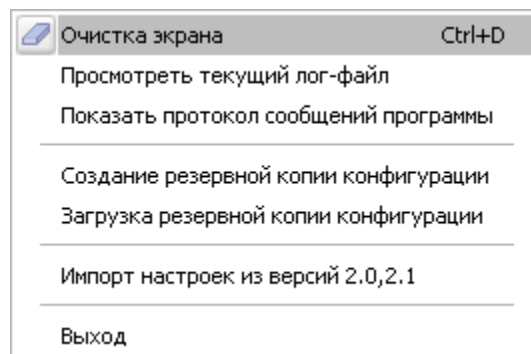 Очистка экрана Ctrl+D
Просмотреть текущий лог-файл
Показать протокол сообщений программы
Создание резервной копии конфигурации
Загрузка резервной копии конфигурации
Импорт настроек из версий 2.0,2.1
Выход